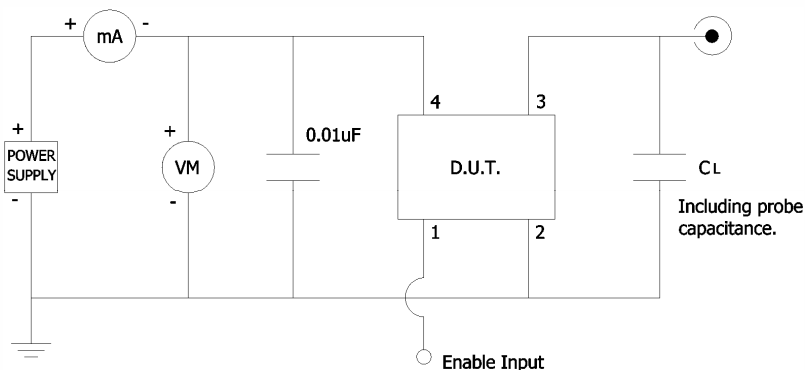 + mA -
4 3
+
POWER
SUPPLY
-
+
VM
-
0.01uF
D.U.T.
CL
Including probe
capacitance.
1 2
Enable Input